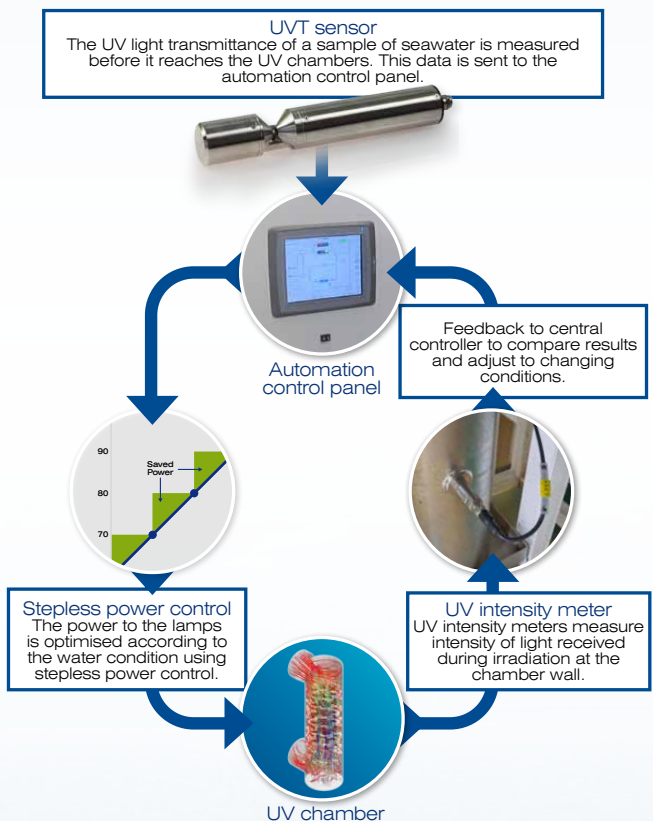 UVT sensor
The UV light transmittance of a sample of seawater is measured
before it reaches the UV chambers. This data is sent to the
automation control panel.
Automation
control panel
Feedback to central
controller to compare results
and adjust to changing
conditions.
90
Saved
Power
80
70
Stepless power control
The power to the lamps
is optimised according to
the water condition using
stepless power control.
UV intensity meter
UV intensity meters measure
intensity of light received
during irradiation at the
chamber wall.
UV chamber